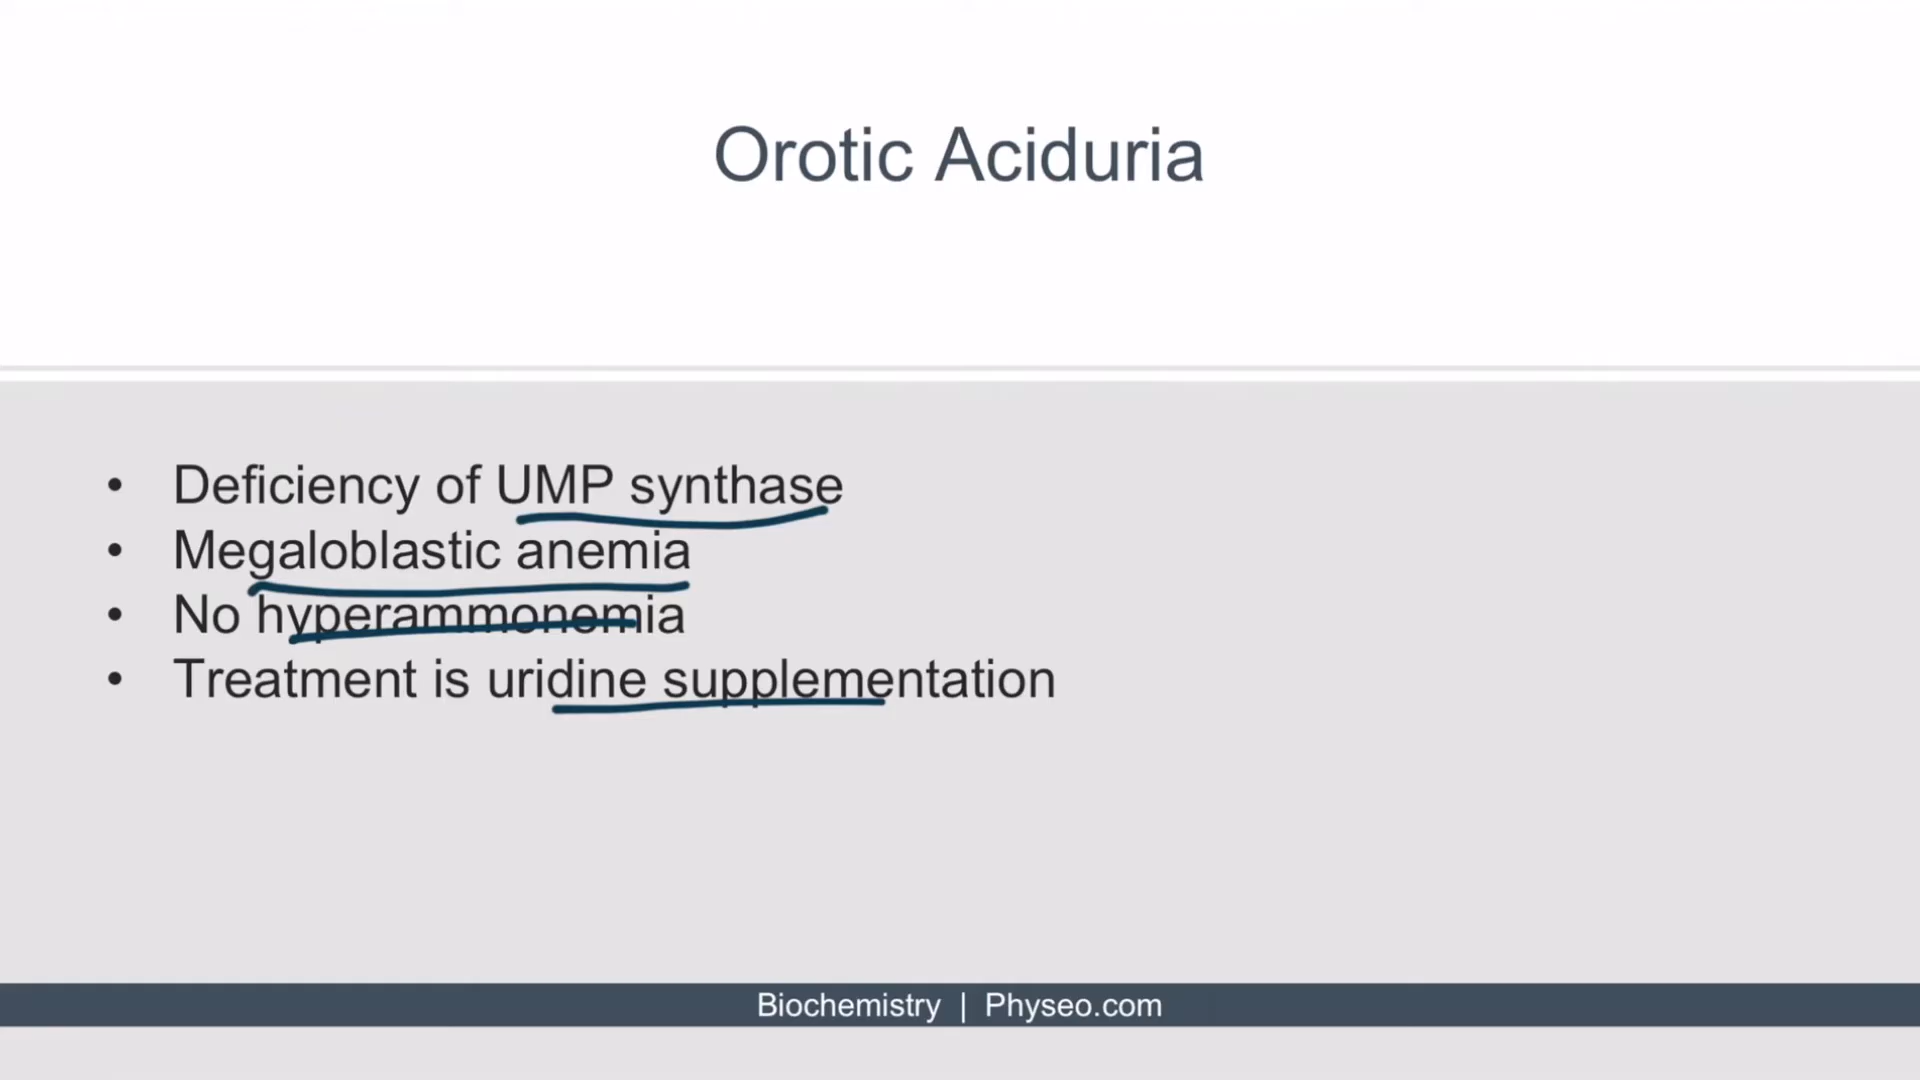 Orotic Aciduria
• Deficiency of UMP synthase
• Megaloblastic anemia
• No hyperammonemia
• Treatment is uridine supplementation
Biochemistry | Physeo.com